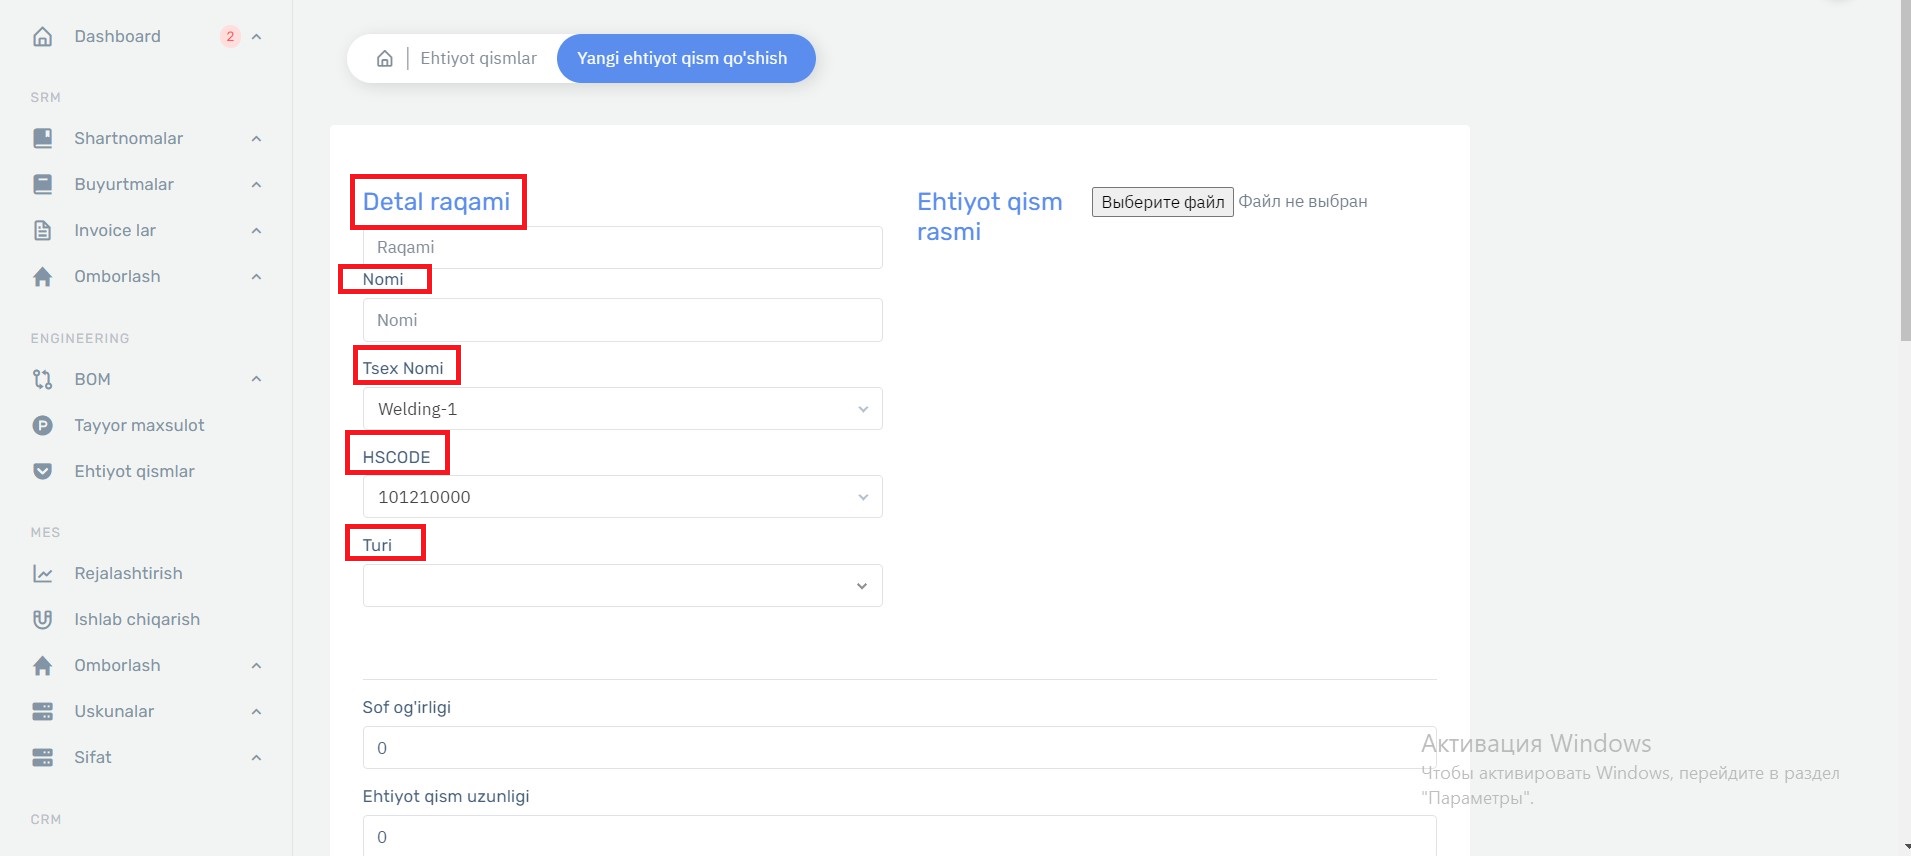 Dashboard
2
SRM
Shartnomalar
Buyurtmalar
Invoice lar
Omborlash
ENGINEERING
BOM
Tayyor maxsulot
Ehtiyot qismlar
MES
Rejalashtirish
Ishlab chiqarish
Omborlash
Uskunalar
Sifat
CRM
Ehtiyot qismlar
Yangi ehtiyot qism qo'shish
Detal raqami
Raqami
Nomi
Nomi
Tsex Nomi
Welding-1
HSCODE
101210000
Turi
Ehtiyot qism
rasmi
Выберите файл Файл не выбран
Sof og'irligi
0
Ehtiyot qism uzunligi
0
Активация Windows
Чтобы активировать Windows, перейдите в раздел
"Параметры".